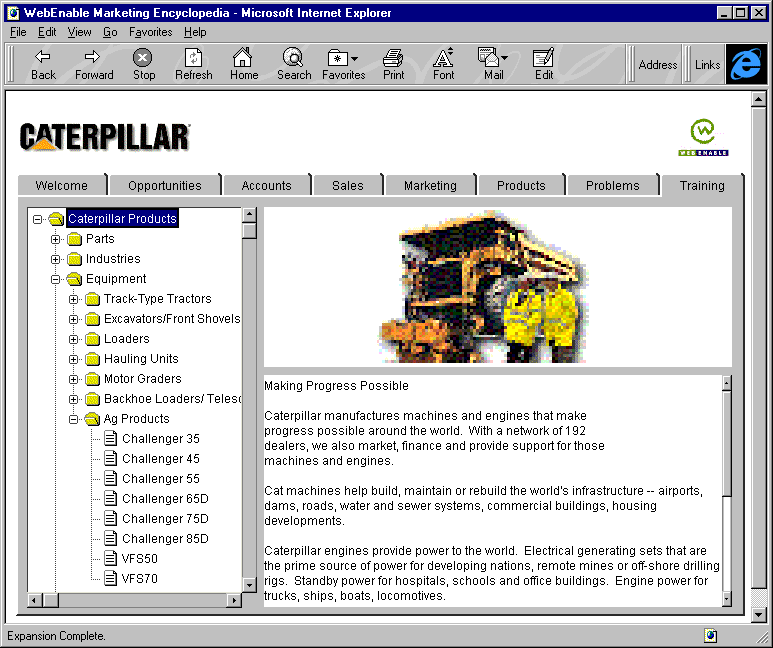 WebEnable Marketing Encyclopedia - Microsoft Internet Explorer
File Edit View Go Favorites Help
Back Forward Stop Refresh Home Search Favorites Print Font Mail Edit Address Links
CATERPILLAR
WEBENABLE
Welcome Opportunities Accounts Sales Marketing Products Problems Training
Caterpillar Products
Parts
Industries
Equipment
Track-Type Tractors
Excavators/Front Shovels
Loaders
Hauling Units
Motor Graders
Backhoe Loaders/ Telesc
Ag Products
Challenger 35
Challenger 45
Challenger 55
Challenger 65D
Challenger 75D
Challenger 85D
VFS50
VFS70
Making Progress Possible
Caterpillar manufactures machines and engines that make
progress possible around the world.  With a network of 192
dealers, we also market, finance and provide support for those
machines and engines.
Cat machines help build, maintain or rebuild the world's infrastructure -- airports,
dams, roads, water and sewer systems, commercial buildings, housing
developments.
Caterpillar engines provide power to the world.  Electrical generating sets that are
the prime source of power for developing nations, remote mines or off-shore drilling
rigs.  Standby power for hospitals, schools and office buildings.  Engine power for
trucks, ships, boats, locomotives.
Expansion Complete.